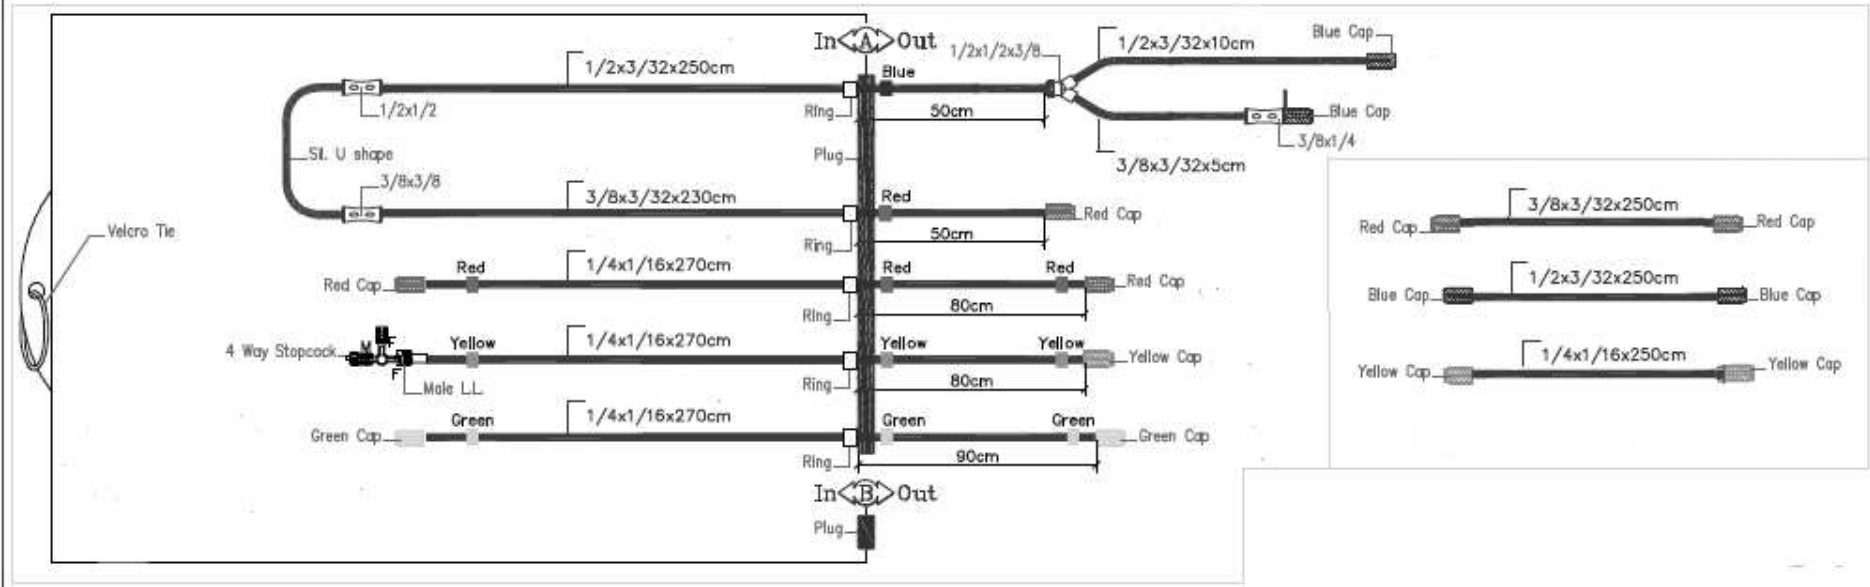 In A Out
1/2x3/32x250cm
1/2x1/2
Sil. U shape
3/8x3/8
3/8x3/32x230cm
Velcro Tie
Ring
Plug
Blue
50cm
1/2x1/2x3/8
1/2x3/32x10cm
Blue Cap
Blue Cap
3/8x1/4
3/8x3/32x5cm
Red
Red Cap
50cm
Ring
Red Cap
Red
1/4x1/16x270cm
Red
Red
Red Cap
80cm
Ring
4 Way Stopcock
M
F
F
Male L.L.
Yellow
1/4x1/16x270cm
Yellow
Yellow
Yellow Cap
80cm
Ring
Green Cap
Green
1/4x1/16x270cm
Green
Green
Green Cap
90cm
Ring
In B Out
Plug
3/8x3/32x250cm
Red Cap
Red Cap
1/2x3/32x250cm
Blue Cap
Blue Cap
1/4x1/16x250cm
Yellow Cap
Yellow Cap